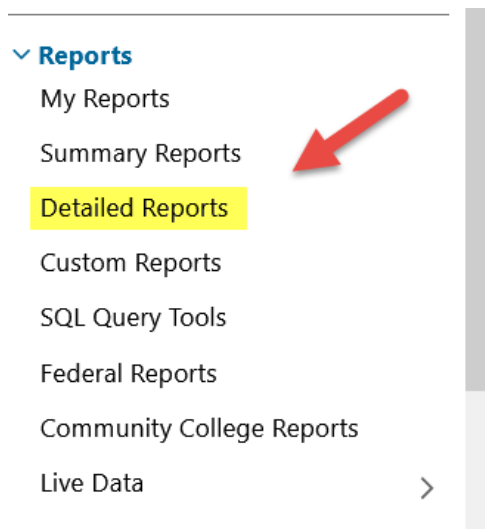 Reports
My Reports
Summary Reports
Detailed Reports
Custom Reports
SQL Query Tools
Federal Reports
Community College Reports
Live Data